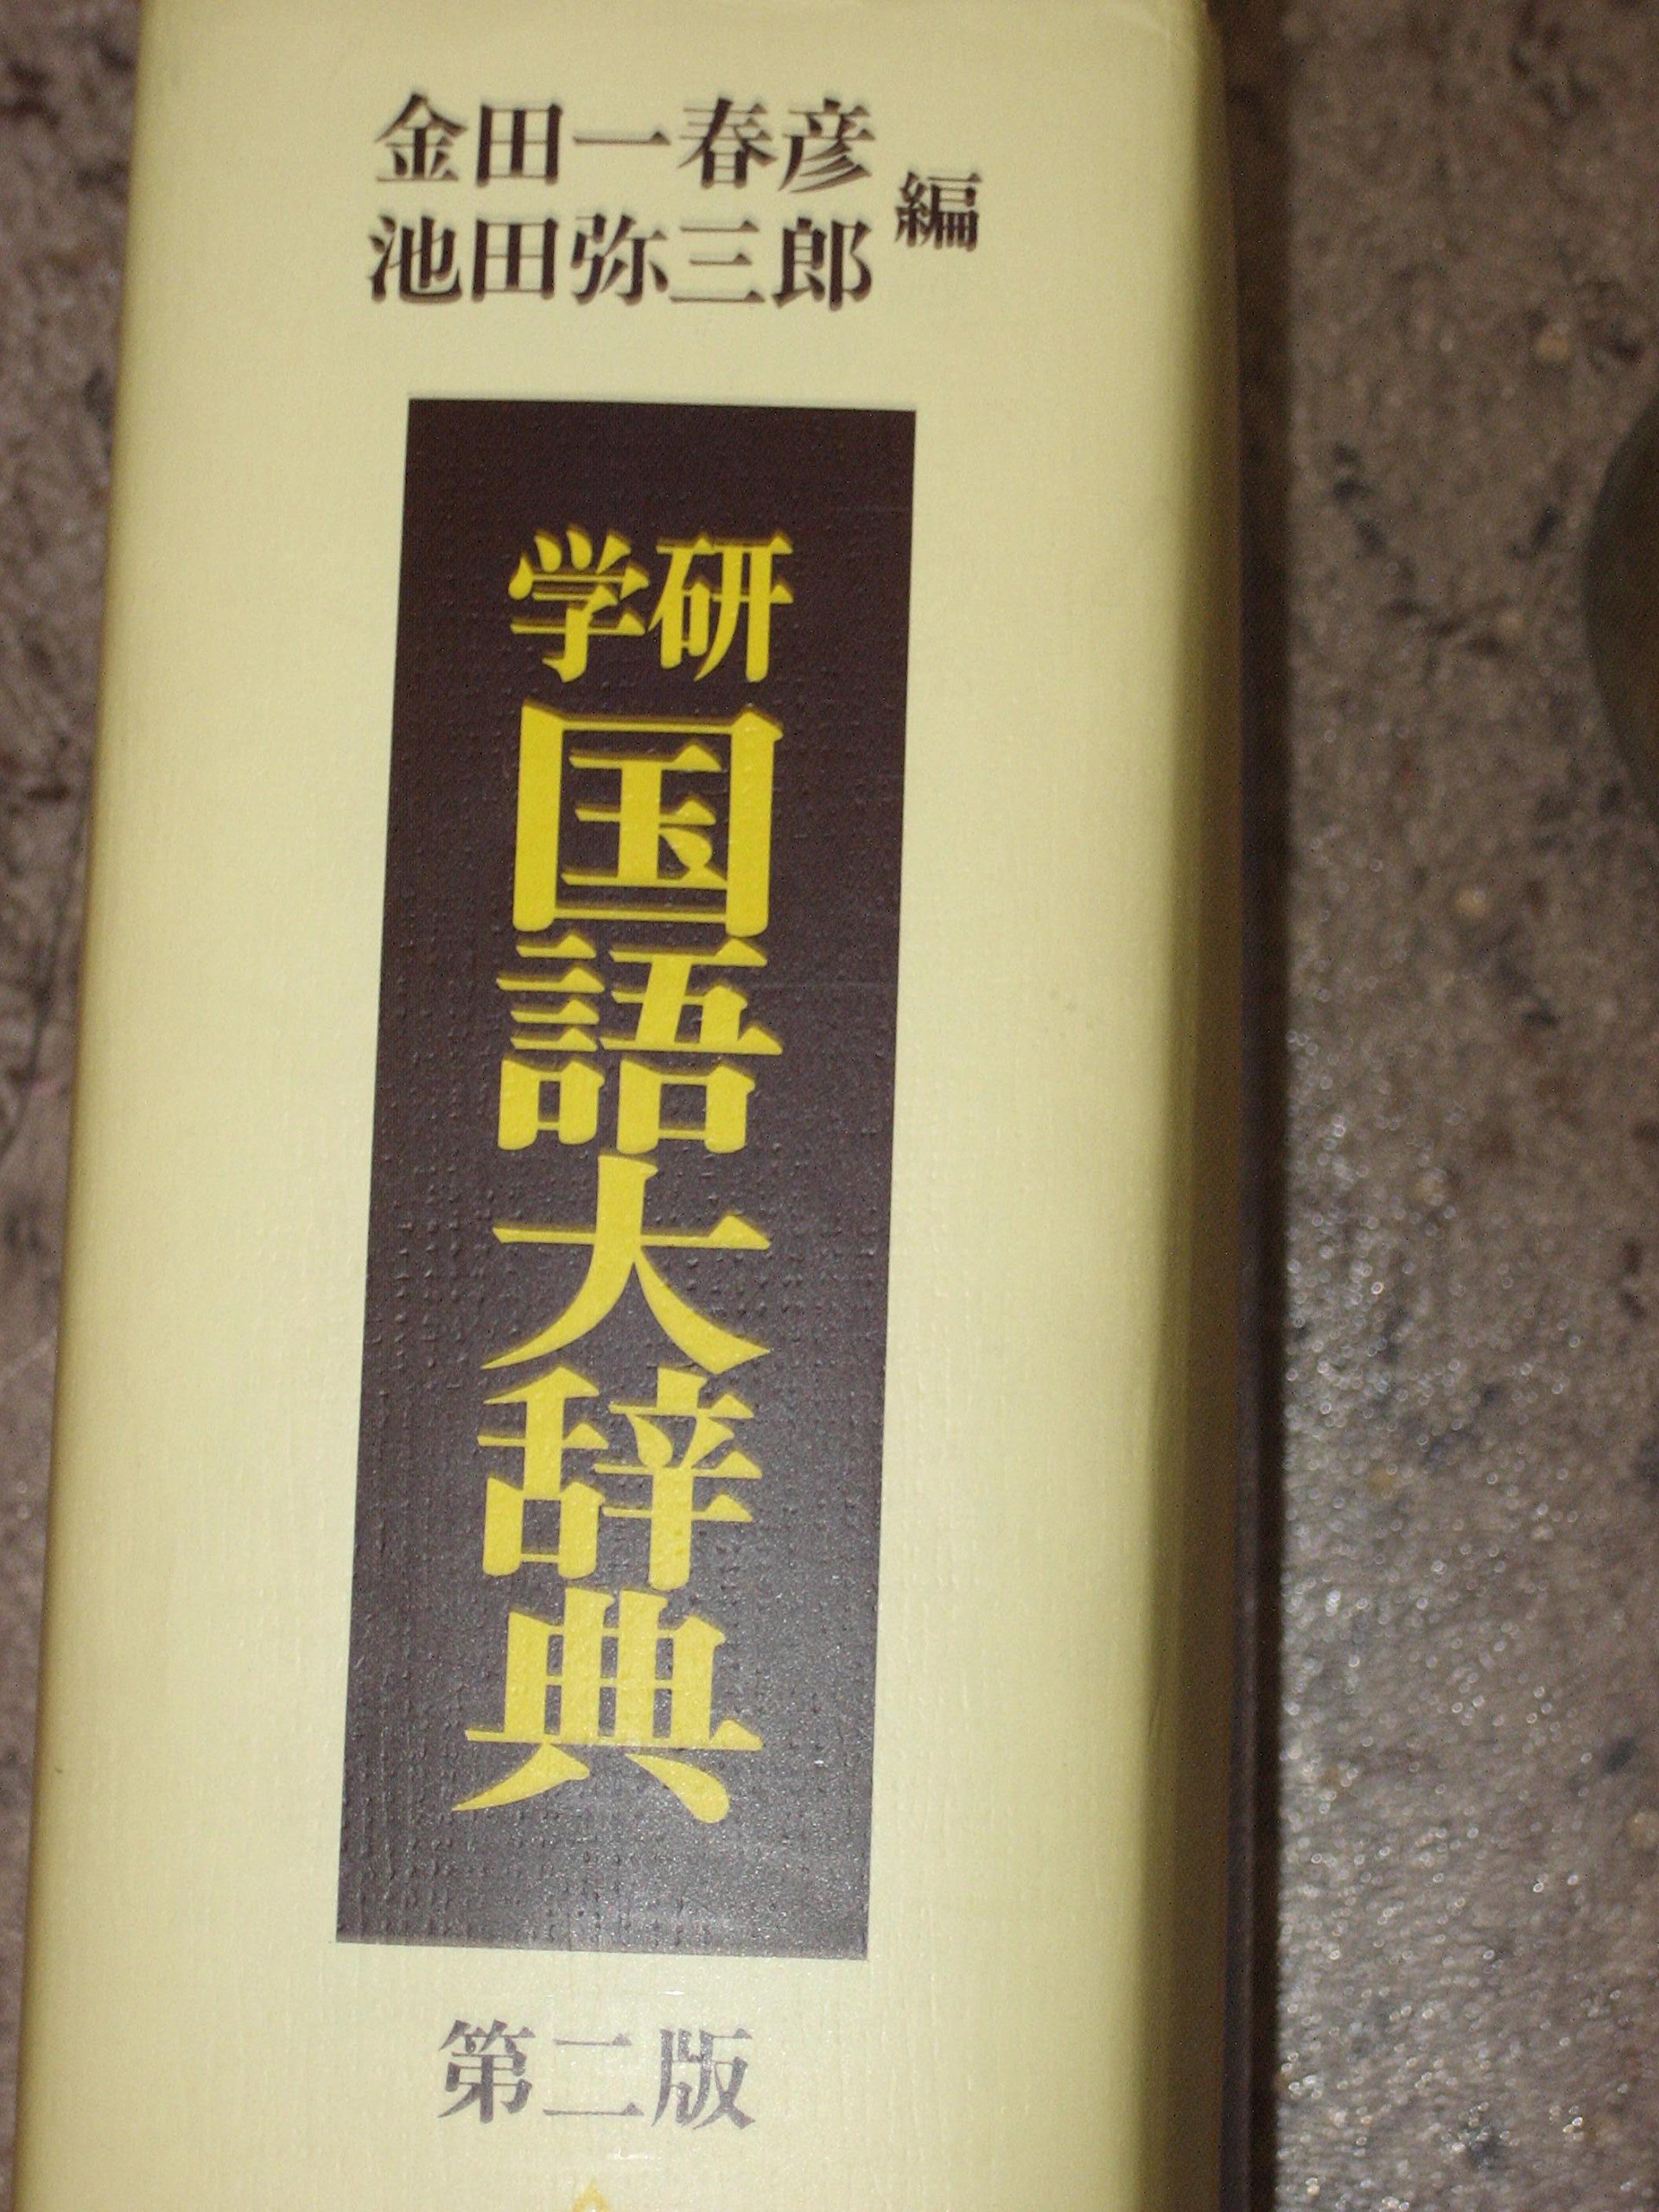 金田一春彦
池田弥三郎
編
学研
国語大辞典
第二版